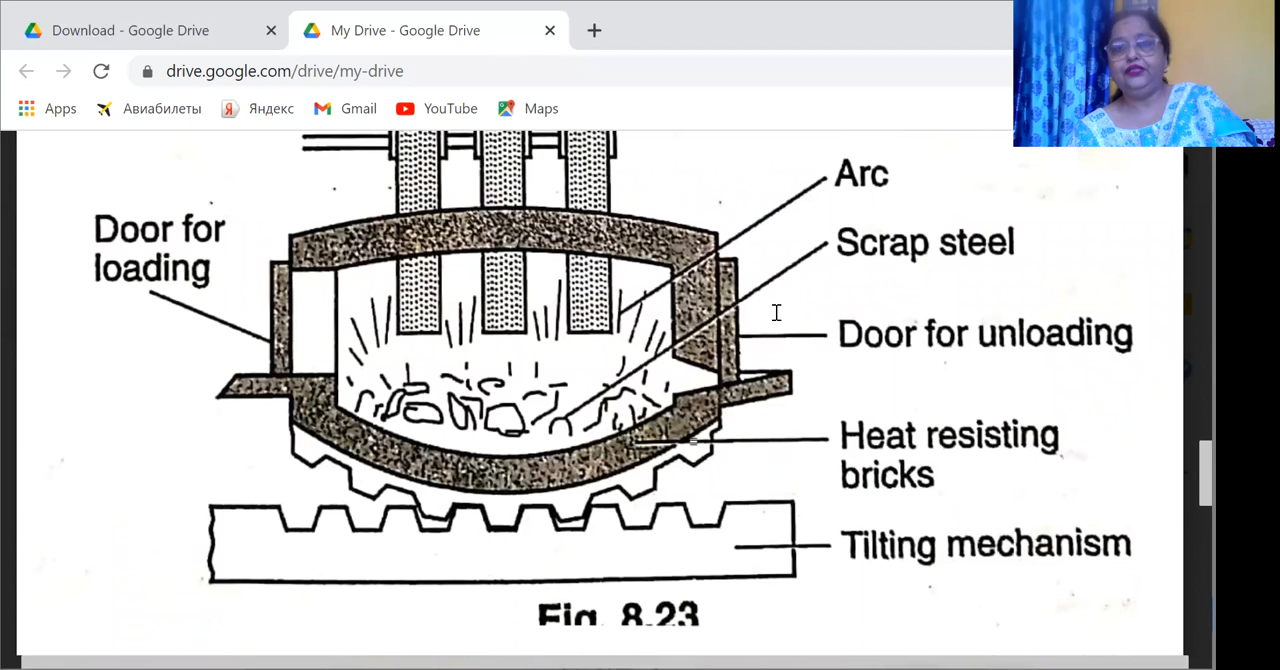 Download - Google Drive
My Drive - Google Drive
drive.google.com/drive/my-drive
Apps
Авиабилеты
Яндекс
Gmail
YouTube
Maps
Door for
loading
Arc
Scrap steel
Door for unloading
Heat resisting
bricks
Tilting mechanism
Fig. 8.23